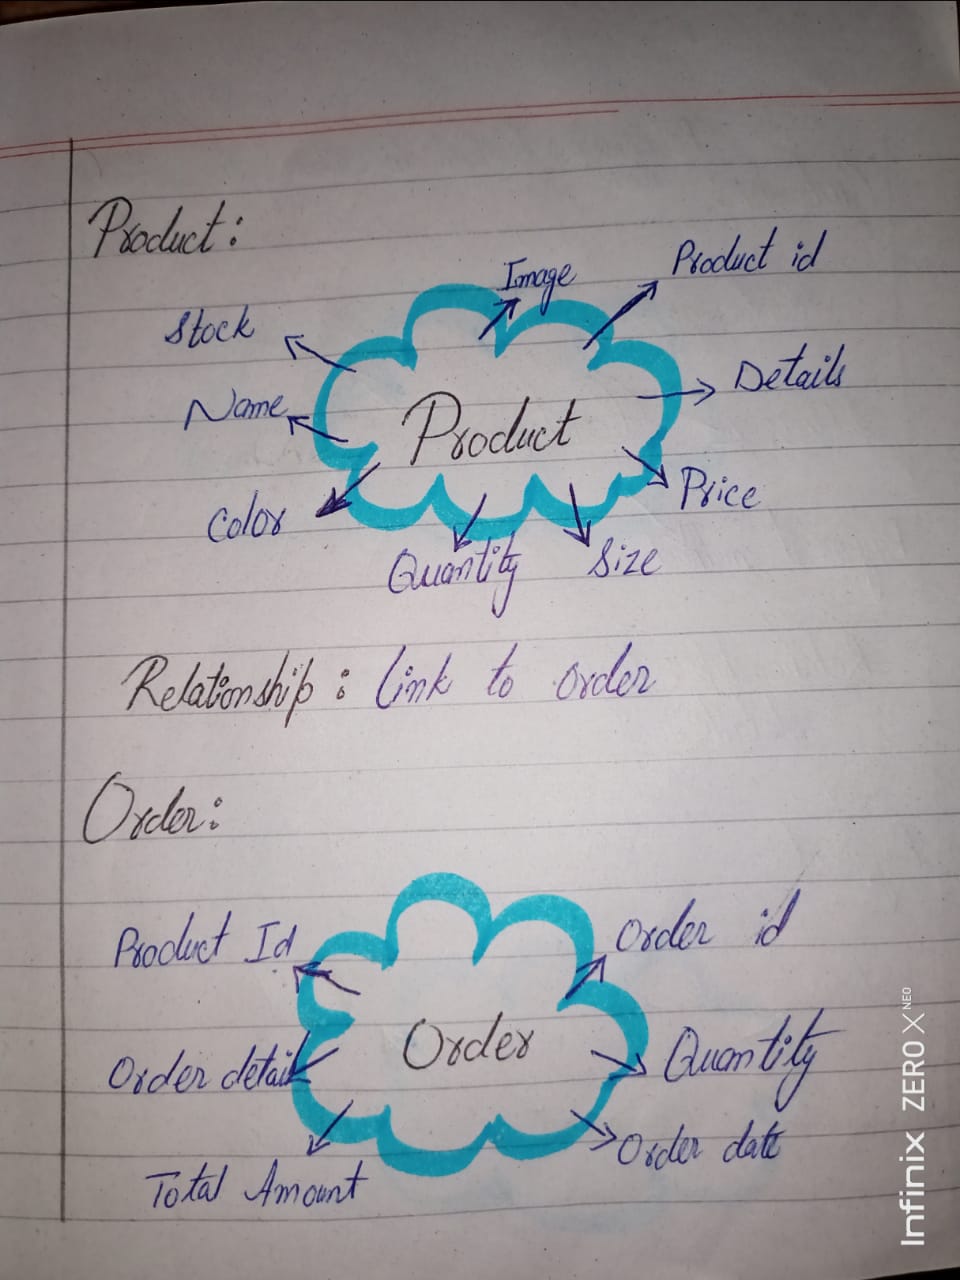 Product:
Image
Product id
Stock
Details
Name
Product
Price
Color
Quantity
Size
Relationship: Link to order
Order:
Product Id
Order id
Order
Quantity
Order detail
Order date
Total Amount
Infinix ZERO X NEO